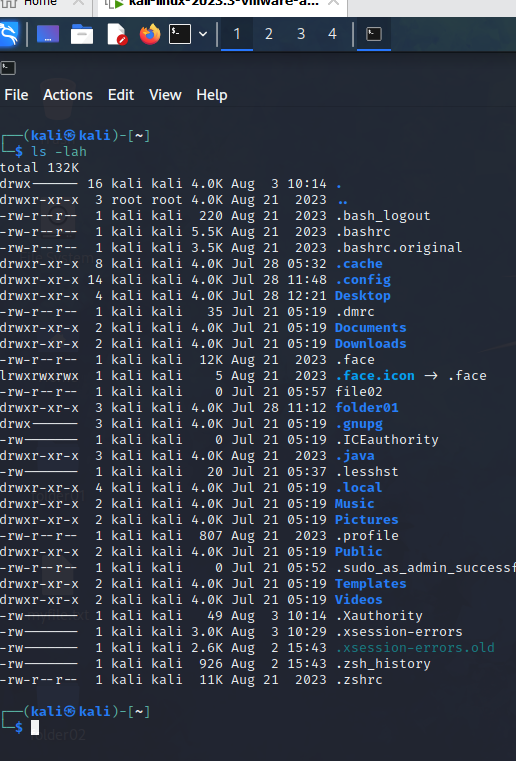 Home kali-linux-2023.3-vmware-a...
1 2 3 4
File Actions Edit View Help
┌──(kali㉿kali)-[~]
└─$ ls -lah
total 132K
drwx------ 16 kali kali 4.0K Aug  3 10:14 .
drwxr-xr-x  3 root root 4.0K Aug 21  2023 ..
-rw-r--r--  1 kali kali  220 Aug 21  2023 .bash_logout
-rw-r--r--  1 kali kali 5.5K Aug 21  2023 .bashrc
-rw-r--r--  1 kali kali 3.5K Aug 21  2023 .bashrc.original
drwxr-xr-x  8 kali kali 4.0K Jul 28 05:32 .cache
drwxr-xr-x 14 kali kali 4.0K Jul 28 11:48 .config
drwxr-xr-x  4 kali kali 4.0K Jul 28 12:21 Desktop
-rw-r--r--  1 kali kali   35 Jul 21 05:19 .dmrc
drwxr-xr-x  2 kali kali 4.0K Jul 21 05:19 Documents
drwxr-xr-x  2 kali kali 4.0K Jul 21 05:19 Downloads
-rw-r--r--  1 kali kali  12K Aug 21  2023 .face
lrwxrwxrwx  1 kali kali    5 Aug 21  2023 .face.icon -> .face
-rw-r--r--  1 kali kali    0 Jul 21 05:57 file02
drwxr-xr-x  3 kali kali 4.0K Jul 28 11:12 folder01
drwx------  3 kali kali 4.0K Jul 21 05:19 .gnupg
-rw-------  1 kali kali    0 Jul 21 05:19 .ICEauthority
drwxr-xr-x  3 kali kali 4.0K Aug 21  2023 .java
-rw-------  1 kali kali   20 Jul 21 05:37 .lesshst
drwxr-xr-x  4 kali kali 4.0K Jul 21 05:19 .local
drwxr-xr-x  2 kali kali 4.0K Jul 21 05:19 Music
drwxr-xr-x  2 kali kali 4.0K Jul 21 05:19 Pictures
-rw-r--r--  1 kali kali  807 Aug 21  2023 .profile
drwxr-xr-x  2 kali kali 4.0K Jul 21 05:19 Public
-rw-r--r--  1 kali kali    0 Jul 21 05:52 .sudo_as_admin_successf
drwxr-xr-x  2 kali kali 4.0K Jul 21 05:19 Templates
drwxr-xr-x  2 kali kali 4.0K Jul 21 05:19 Videos
-rw-------  1 kali kali   49 Aug  3 10:14 .Xauthority
-rw-------  1 kali kali 3.0K Aug  3 10:29 .xsession-errors
-rw-------  1 kali kali 2.6K Aug  2 15:43 .xsession-errors.old
-rw-------  1 kali kali  926 Aug  2 15:43 .zsh_history
-rw-r--r--  1 kali kali  11K Aug 21  2023 .zshrc
┌──(kali㉿kali)-[~]
└─$
folder02